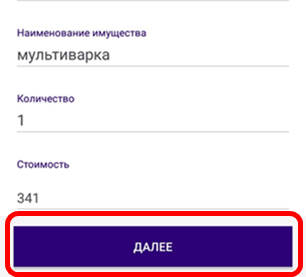 Наименование имущества
мультиварка
Количество
1
Стоимость
341
ДАЛЕЕ